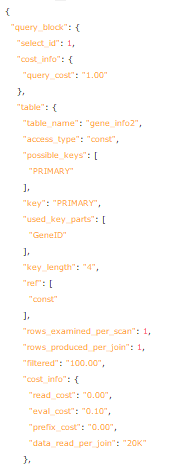 {
"query_block": {
"select_id": 1,
"cost_info": {
"query_cost": "1.00"
},
"table": {
"table_name": "gene_info2",
"access_type": "const",
"possible_keys": [
"PRIMARY"
],
"key": "PRIMARY",
"used_key_parts": [
"GeneID"
],
"key_length": "4",
"ref": [
"const"
],
"rows_examined_per_scan": 1,
"rows_produced_per_join": 1,
"filtered": "100.00",
"cost_info": {
"read_cost": "0.00",
"eval_cost": "0.10",
"prefix_cost": "0.00",
"data_read_per_join": "20K"
},